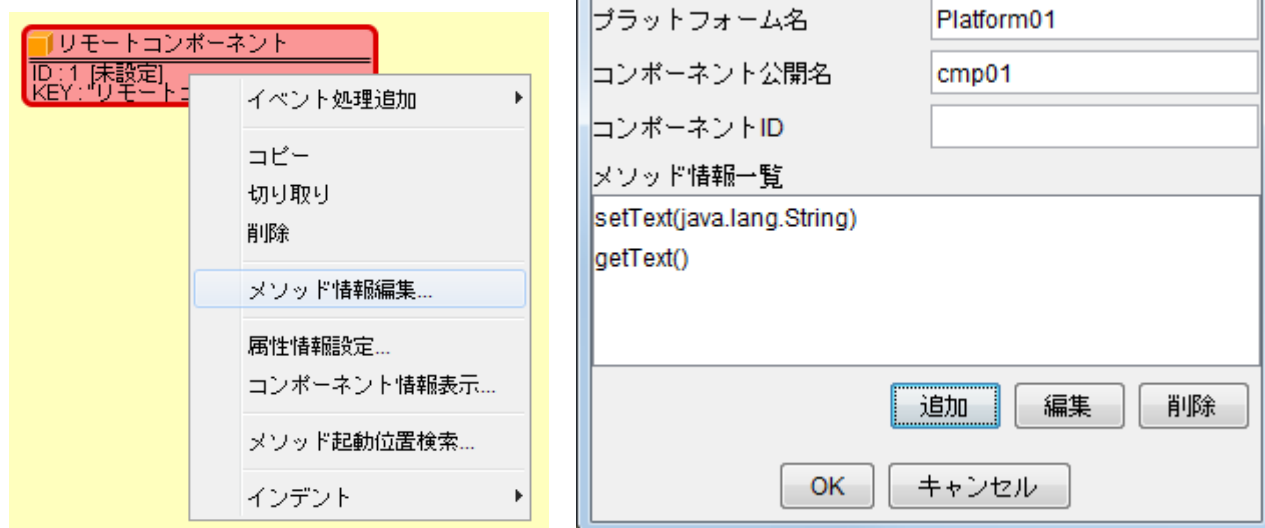 リモートコンポーネント
ID : 1 [未設定]
KEY : "リモートコ
イベント処理追加
コピー
切り取り
削除
メソッド情報編集...
属性情報設定...
コンポーネント情報表示...
メソッド起動位置検索...
インデント
プラットフォーム名
Platform01
コンポーネント公開名
cmp01
コンポーネントID
メソッド情報一覧
setText(java.lang.String)
getText()
追加 編集 削除
OK キャンセル